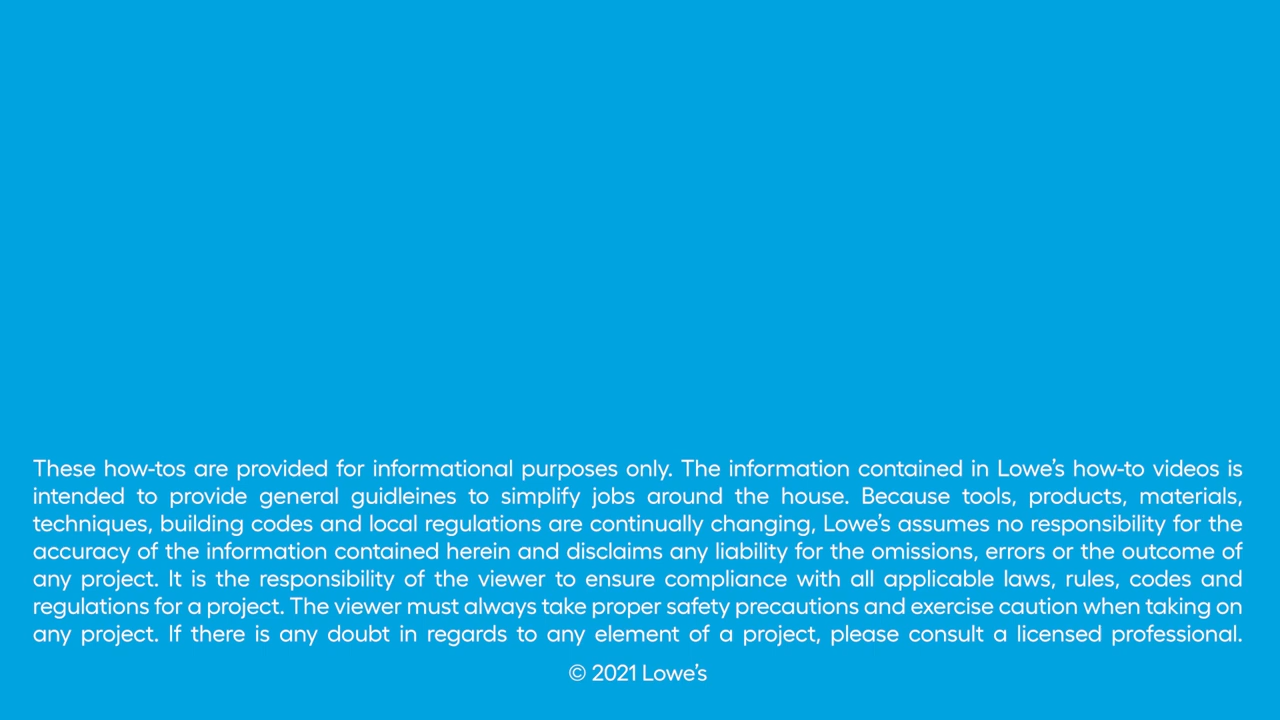 These how-tos are provided for informational purposes only. The information contained in Lowe's how-to videos is
intended to provide general guidleines to simplify jobs around the house. Because tools, products, materials,
techniques, building codes and local regulations are continually changing, Lowe's assumes no responsibility for the
accuracy of the information contained herein and disclaims any liability for the omissions, errors or the outcome of
any project. It is the responsibility of the viewer to ensure compliance with all applicable laws, rules, codes and
regulations for a project. The viewer must always take proper safety precautions and exercise caution when taking on
any project. If there is any doubt in regards to any element of a project, please consult a licensed professional.
© 2021 Lowe's